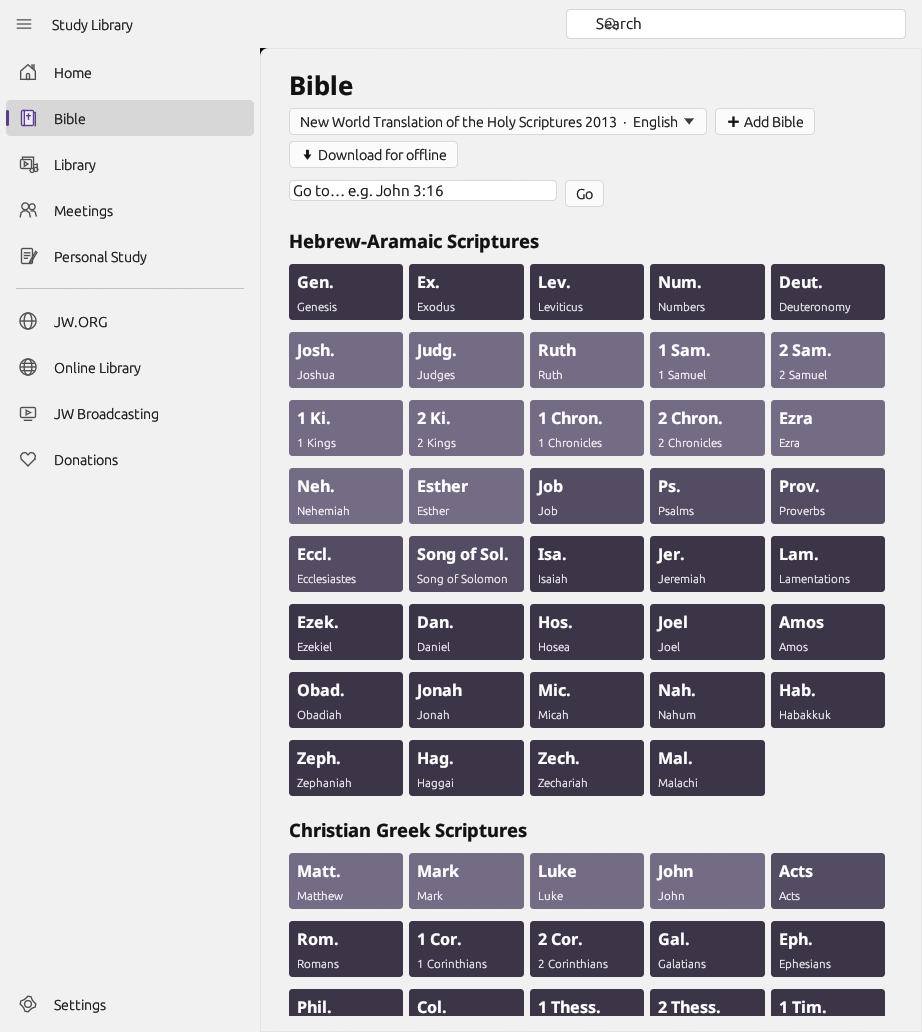 Study Library
Search
Home
Bible
Library
Meetings
Personal Study
JW.ORG
Online Library
JW Broadcasting
Donations
Settings
Bible
New World Translation of the Holy Scriptures 2013 · English
Add Bible
Download for offline
Go to… e.g. John 3:16
Go
Hebrew-Aramaic Scriptures
Gen. Ex. Lev. Num. Deut.
Genesis Exodus Leviticus Numbers Deuteronomy
Josh. Judg. Ruth 1 Sam. 2 Sam.
Joshua Judges Ruth 1 Samuel 2 Samuel
1 Ki. 2 Ki. 1 Chron. 2 Chron. Ezra
1 Kings 2 Kings 1 Chronicles 2 Chronicles Ezra
Neh. Esther Job Ps. Prov.
Nehemiah Esther Job Psalms Proverbs
Eccl. Song of Sol. Isa. Jer. Lam.
Ecclesiastes Song of Solomon Isaiah Jeremiah Lamentations
Ezek. Dan. Hos. Joel Amos
Ezekiel Daniel Hosea Joel Amos
Obad. Jonah Mic. Nah. Hab.
Obadiah Jonah Micah Nahum Habakkuk
Zeph. Hag. Zech. Mal.
Zephaniah Haggai Zechariah Malachi
Christian Greek Scriptures
Matt. Mark Luke John Acts
Matthew Mark Luke John Acts
Rom. 1 Cor. 2 Cor. Gal. Eph.
Romans 1 Corinthians 2 Corinthians Galatians Ephesians
Phil. Col. 1 Thess. 2 Thess. 1 Tim.